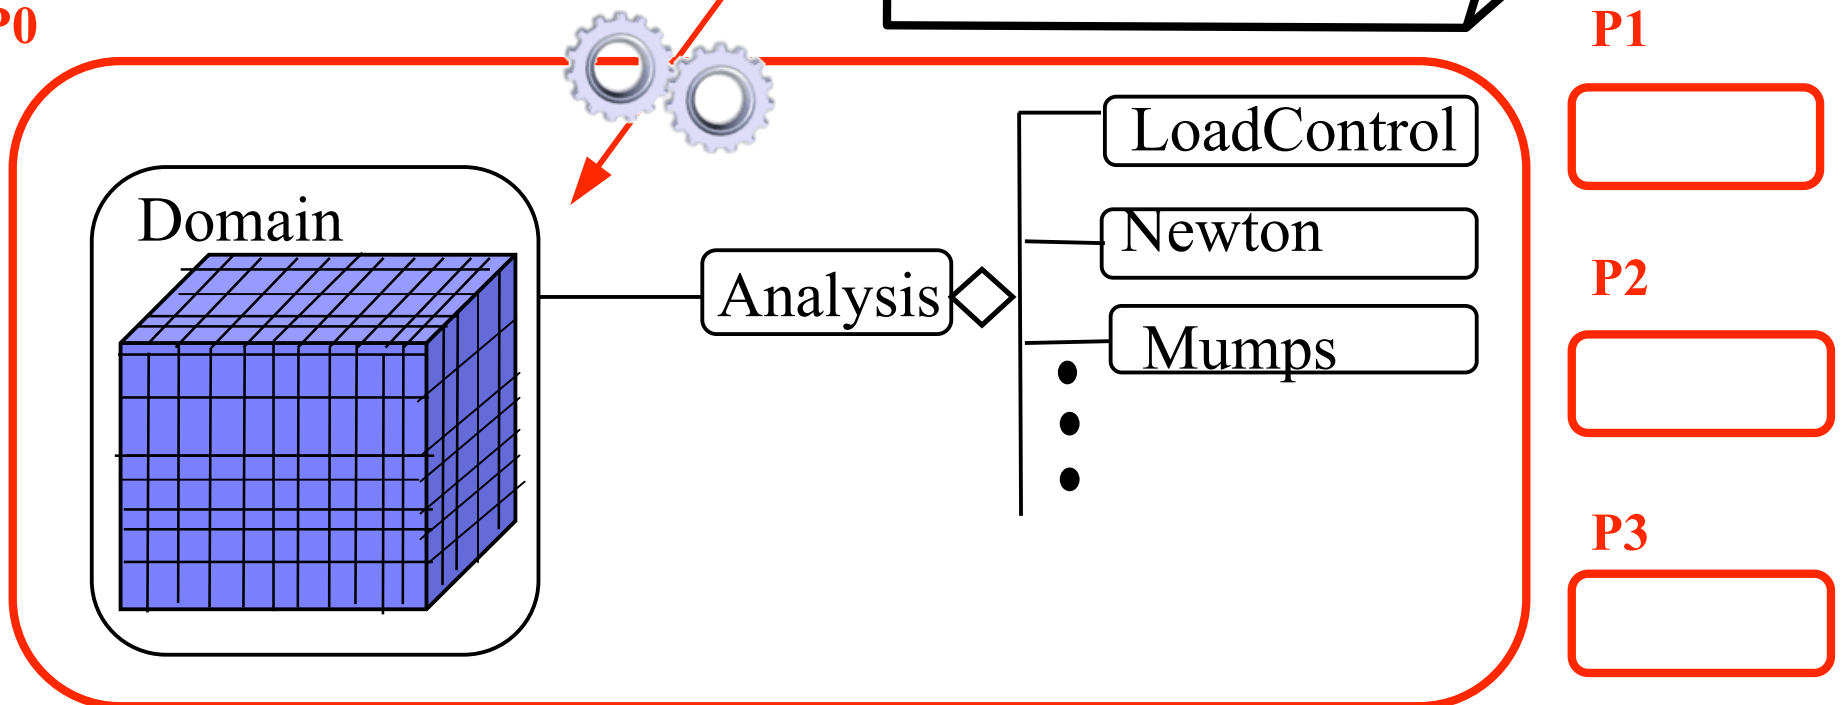 P0
P1
Domain
Analysis
LoadControl
Newton
Mumps
P2
P3